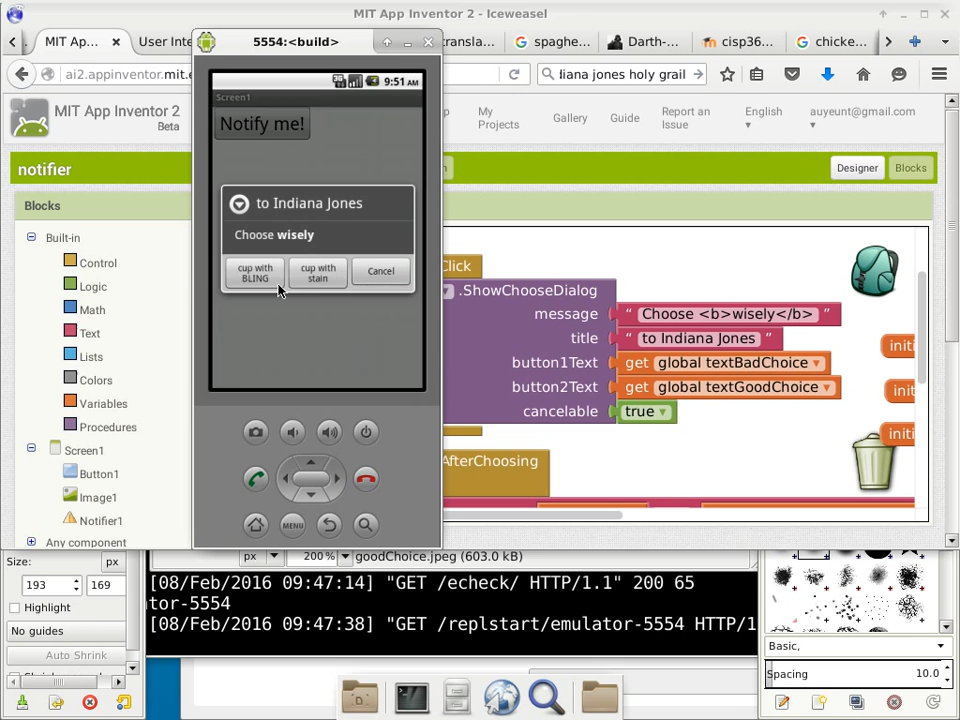 MIT App Inventor 2 - Iceweasel
MIT Ap...
User Inte
transla...
spaghe...
Darth-...
cisp36...
chicke...
ai2.appinventor.mit.e
liana jones holy grail
5554:<build>
3G
9:51 AM
Screen1
Notify me!
to Indiana Jones
Choose wisely
cup with BLING
cup with stain
Cancel
MENU
MIT App Inventor 2
Beta
My Projects
Gallery
Guide
Report an Issue
English
auyeunt@gmail.com
notifier
Designer
Blocks
Blocks
Built-in
Control
Logic
Math
Text
Lists
Colors
Variables
Procedures
Screen1
Button1
Image1
Notifier1
Any component
Click
.ShowChooseDialog
message
" Choose <b>wisely</b> "
title
" to Indiana Jones "
button1Text
get global textBadChoice
button2Text
get global textGoodChoice
cancelable
true
AfterChoosing
initi
initi
initi
Size:
px
193
169
Highlight
No guides
Auto Shrink
px
200%
goodChoice.jpeg (603.0 kB)
[08/Feb/2016 09:47:14] "GET /echeck/ HTTP/1.1" 200 65
tor-5554
[08/Feb/2016 09:47:38] "GET /replstart/emulator-5554 HTTP/1
Basic,
Spacing
10.0